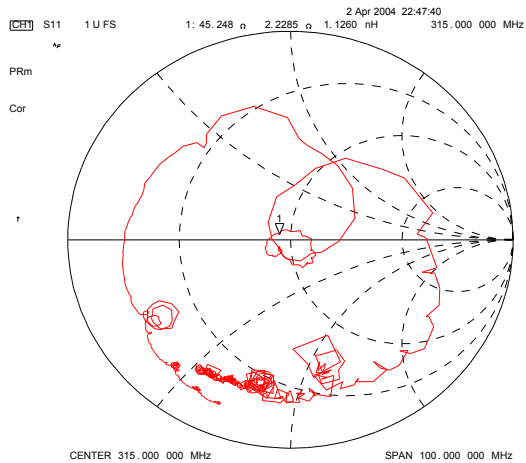 2 Apr 2004 22:47:40
CH1 S11 1 U FS 1: 45.248 Ω 2.2285 Ω 1.1260 nH 315.000 000 MHz
hp
PRm
Cor
↑
1
CENTER 315.000 000 MHz SPAN 100.000 000 MHz